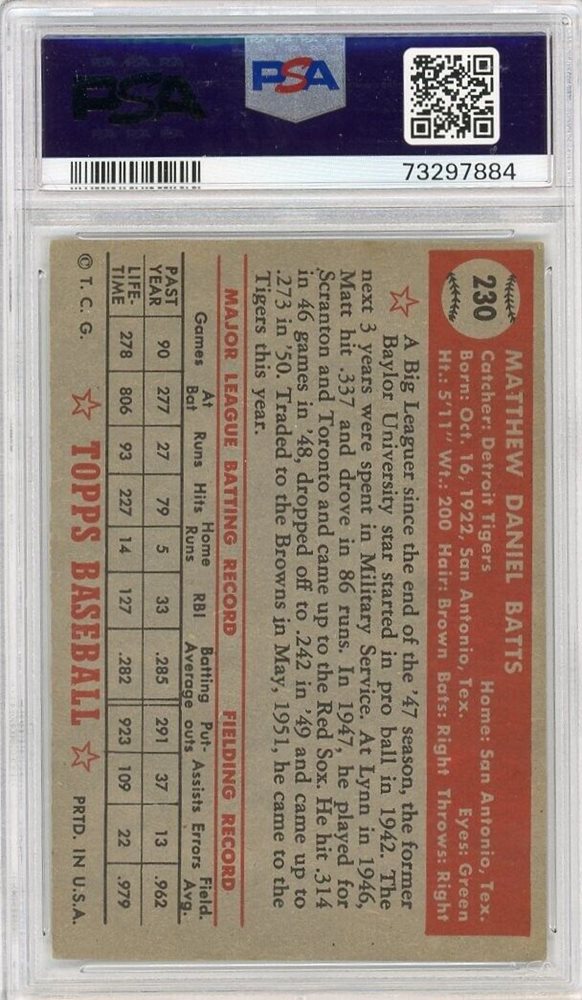 PSA
PSA
73297884
230
MATTHEW DANIEL BATTS
Catcher: Detroit Tigers Home: San Antonio, Tex.
Born: Oct. 16, 1922, San Antonio, Tex. Eyes: Green
Ht.: 5'11" Wt.: 200 Hair: Brown Bats: Right Throws: Right
A Big Leaguer since the end of the '47 season, the former
Baylor University star started in pro ball in 1942. The
next 3 years were spent in Military Service. At Lynn in 1946,
Matt hit .337 and drove in 86 runs. In 1947, he played for
Scranton and Toronto and came up to the Red Sox. He hit .314
in 46 games in '48, dropped off to .242 in '49 and came up to
.273 in '50. Traded to the Browns in May, 1951, he came to the
Tigers this year.
MAJOR LEAGUE BATTING RECORD FIELDING RECORD
Games At Bat Runs Hits Home Runs RBI Batting Average Put-outs Assists Errors Field. Avg.
PAST YEAR 90 277 27 79 5 33 .285 291 37 13 .962
LIFE-TIME 278 806 93 227 14 127 .282 923 109 22 .979
© T. C. G. TOPPS BASEBALL PRTD. IN U.S.A.